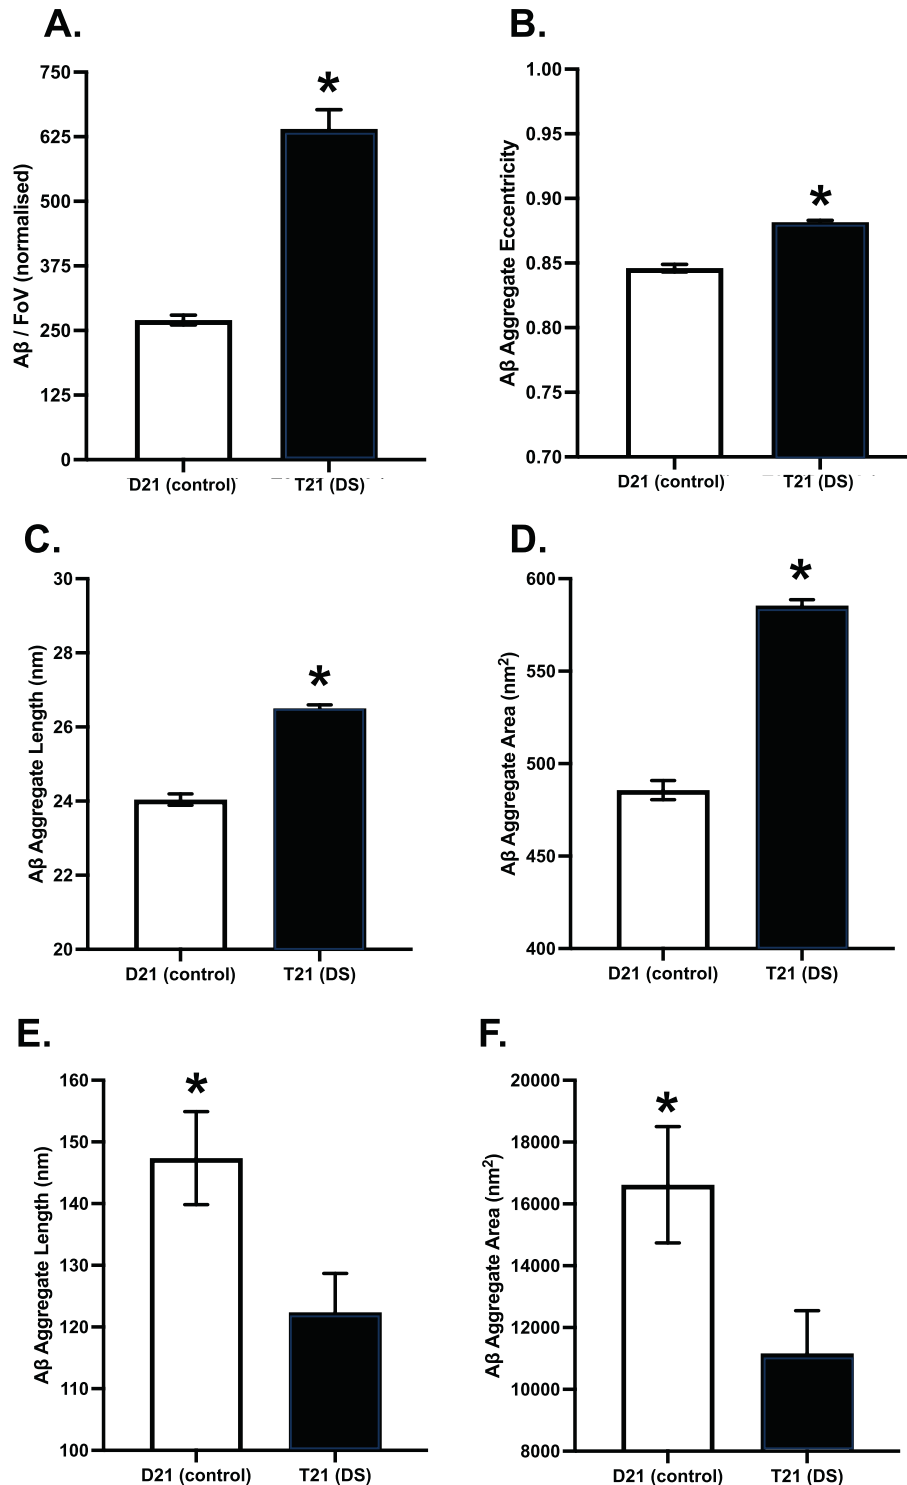 A.
750
625
500
375
250
125
0
Aβ / FoV (normalised)
*
D21 (control)
T21 (DS)
B.
1.00
0.95
0.90
0.85
0.80
0.75
0.70
Aβ Aggregate Eccentricity
*
D21 (control)
T21 (DS)
C.
30
28
26
24
22
20
Aβ Aggregate Length (nm)
*
D21 (control)
T21 (DS)
D.
600
550
500
450
400
Aβ Aggregate Area (nm²)
*
D21 (control)
T21 (DS)
E.
160
150
140
130
120
110
100
Aβ Aggregate Length (nm)
*
D21 (control)
T21 (DS)
F.
20000
18000
16000
14000
12000
10000
8000
Aβ Aggregate Area (nm²)
*
D21 (control)
T21 (DS)